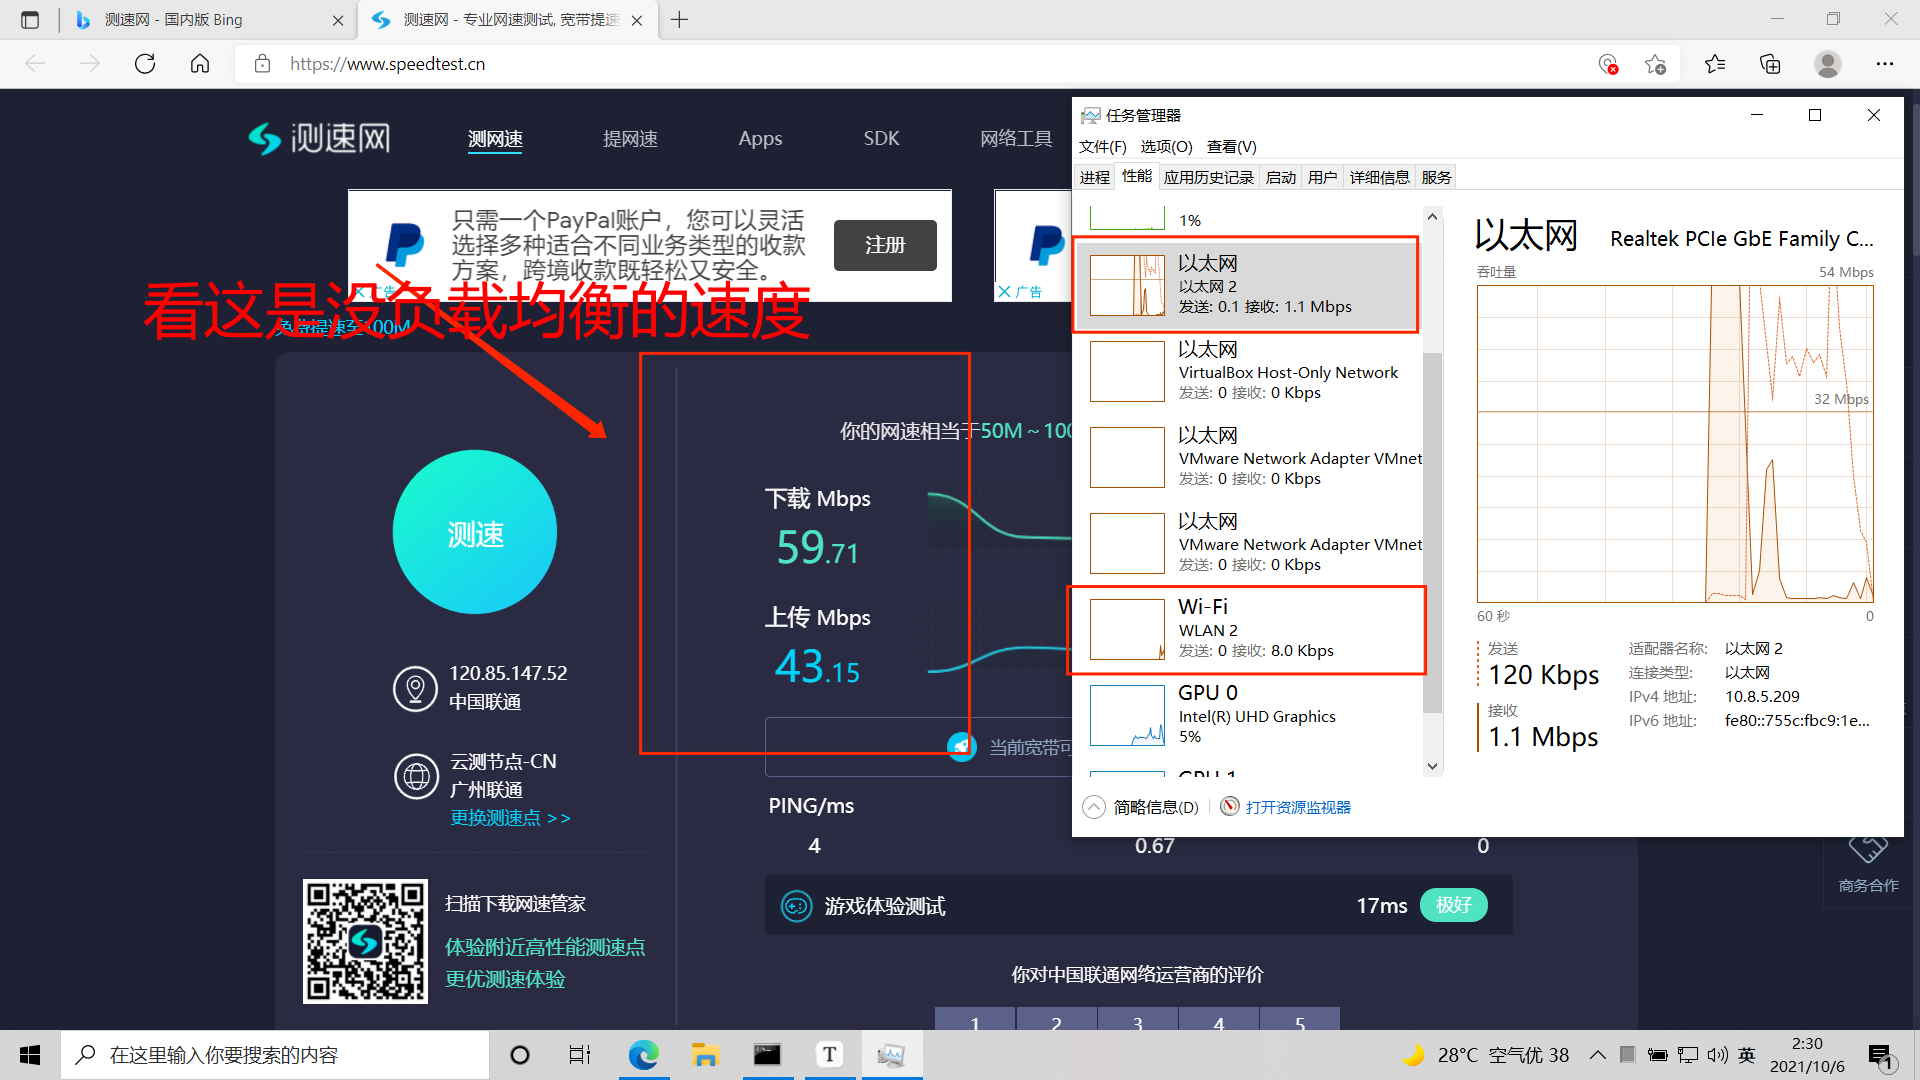 测速网 - 国内版 Bing
测速网 - 专业网速测试, 宽带提速
https://www.speedtest.cn
测速网
测网速
提网速
Apps
SDK
网络工具
只需一个PayPal账户，您可以灵活
选择多种适合不同业务类型的收款
方案，跨境收款既轻松又安全。
注册
广告
广告
免费提速至100M
看这是没负载均衡的速度
你的网速相当于50M ~ 100
测速
下载 Mbps
59.71
上传 Mbps
43.15
120.85.147.52
中国联通
云测节点-CN
广州联通
更换测速点 >>
当前宽带可
PING/ms
4
0.67
0
扫描下载网速管家
体验附近高性能测速点
更优测速体验
游戏体验测试
17ms
极好
你对中国联通网络运营商的评价
1 2 3 4 5
商务合作
任务管理器
文件(F) 选项(O) 查看(V)
进程 性能 应用历史记录 启动 用户 详细信息 服务
1%
以太网
以太网 2
发送: 0.1 接收: 1.1 Mbps
以太网
VirtualBox Host-Only Network
发送: 0 接收: 0 Kbps
以太网
VMware Network Adapter VMnet
发送: 0 接收: 0 Kbps
以太网
VMware Network Adapter VMnet
发送: 0 接收: 0 Kbps
Wi-Fi
WLAN 2
发送: 0 接收: 8.0 Kbps
GPU 0
Intel(R) UHD Graphics
5%
GPU 1
简略信息(D)
打开资源监视器
以太网
Realtek PCIe GbE Family C...
吞吐量
54 Mbps
32 Mbps
60 秒
0
发送
120 Kbps
接收
1.1 Mbps
适配器名称: 以太网 2
连接类型: 以太网
IPv4 地址: 10.8.5.209
IPv6 地址: fe80::755c:fbc9:1e...
在这里输入你要搜索的内容
T
28°C 空气优 38
英
2:30
2021/10/6
1